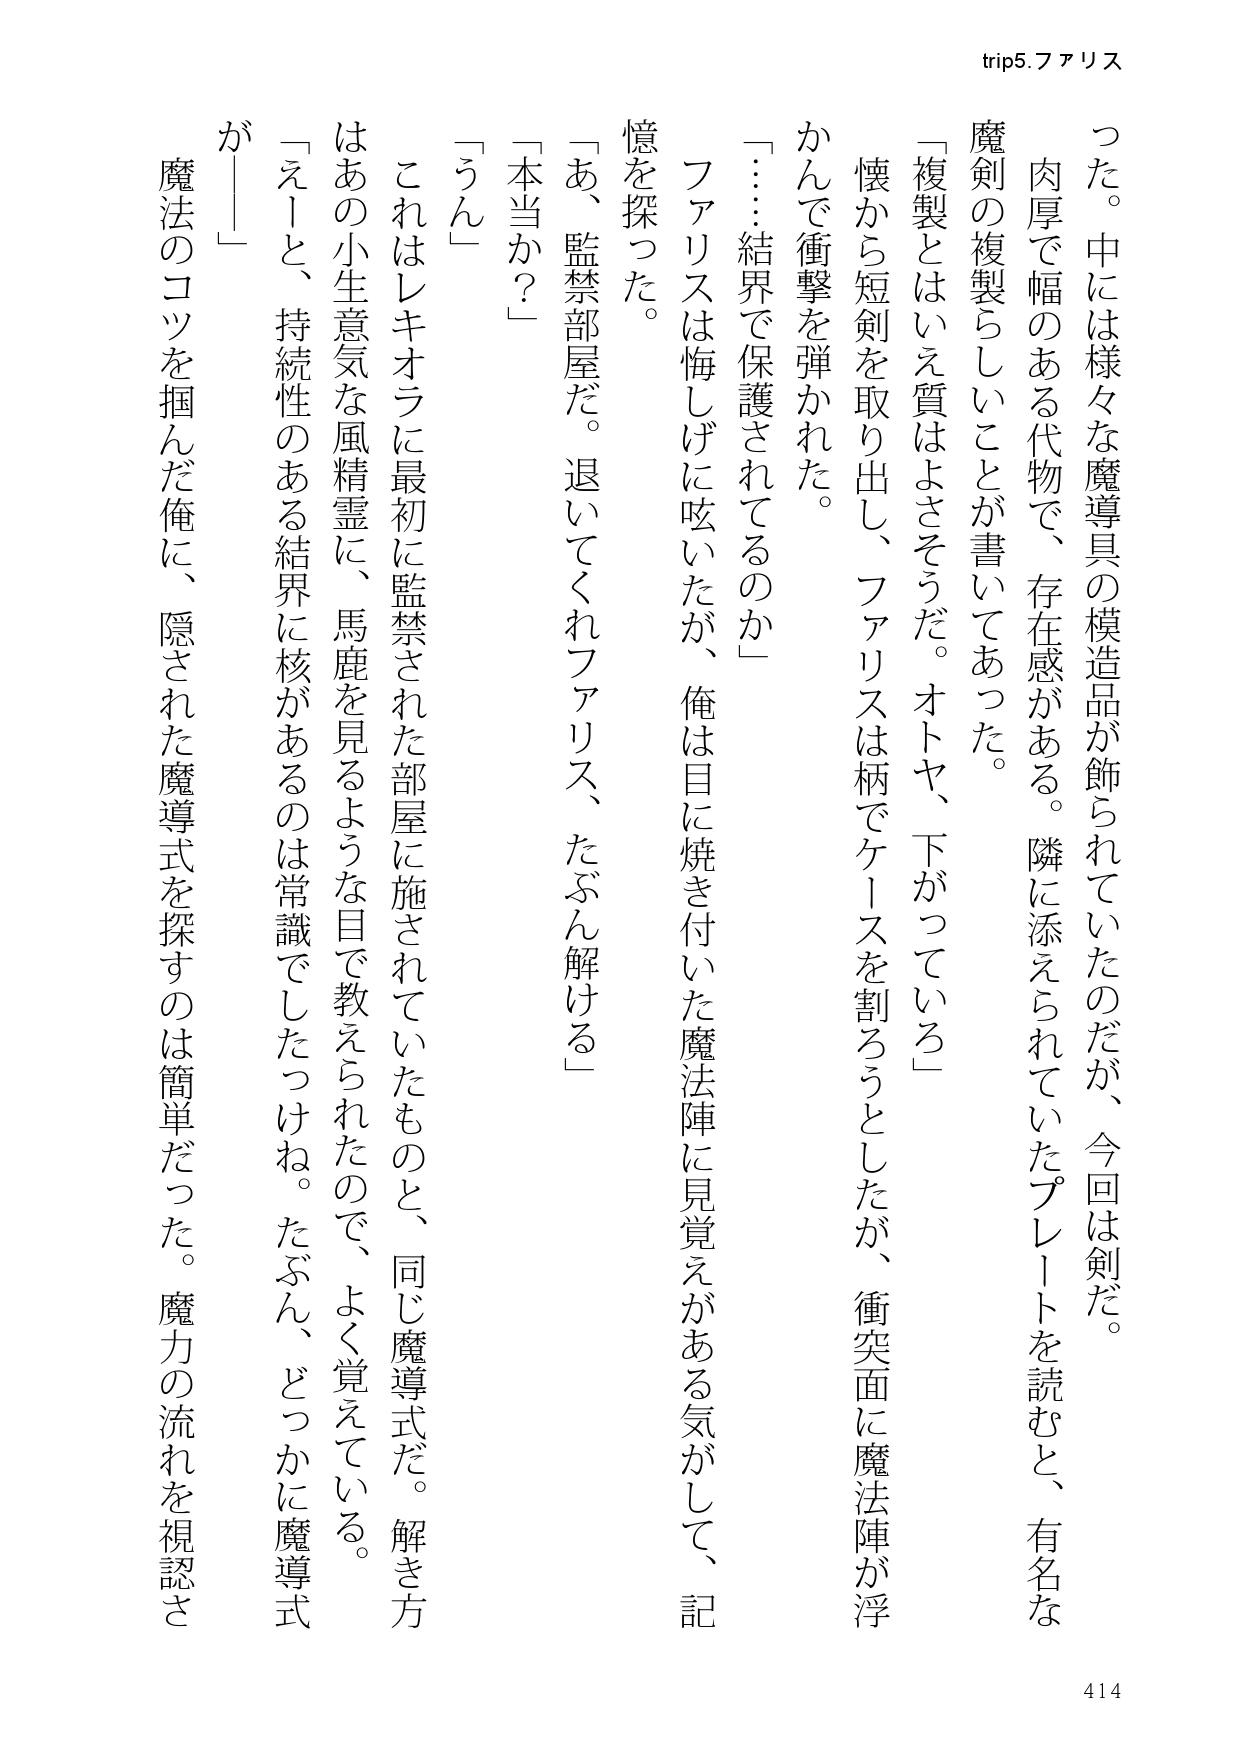 trip5.ファリス
った。中には様々な魔導具の模造品が飾られていたのだが、今回は剣だ。
　肉厚で幅のある代物で、存在感がある。隣に添えられていたプレートを読むと、有名な
魔剣の複製らしいことが書いてあった。
「複製とはいえ質はよさそうだ。オトヤ、下がっていろ」
　懐から短剣を取り出し、ファリスは柄でケースを割ろうとしたが、衝突面に魔法陣が浮
かんで衝撃を弾かれた。
「……結界で保護されてるのか」
　ファリスは悔しげに呟いたが、俺は目に焼き付いた魔法陣に見覚えがある気がして、記
憶を探った。
「あ、監禁部屋だ。退いてくれファリス、たぶん解ける」
「本当か？」
「うん」
　これはレキオラに最初に監禁された部屋に施されていたものと、同じ魔導式だ。解き方
はあの小生意気な風精霊に、馬鹿を見るような目で教えられたので、よく覚えている。
「えーと、持続性のある結界に核があるのは常識でしたっけね。たぶん、どっかに魔導式
が――」
　魔法のコツを掴んだ俺に、隠された魔導式を探すのは簡単だった。魔力の流れを視認さ
414